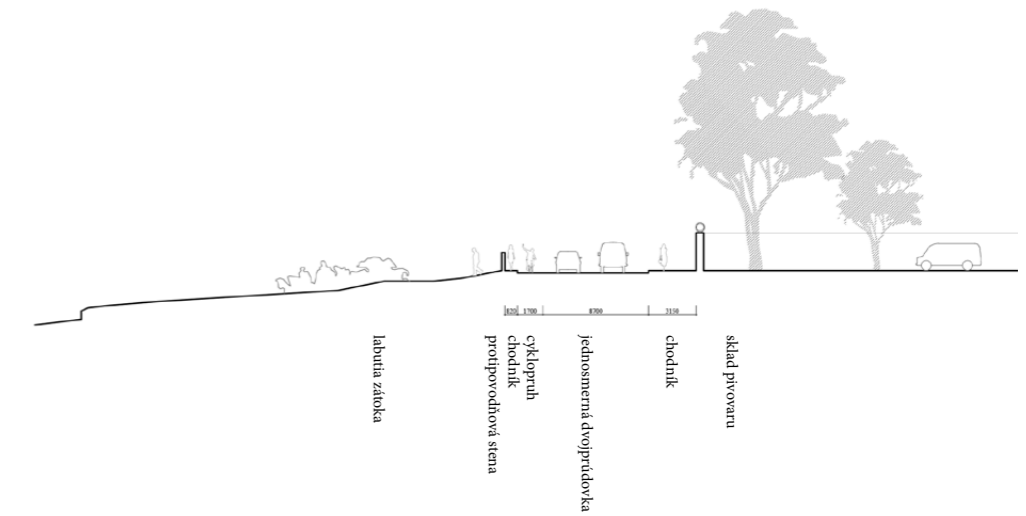 820 1700 8700 3150
labutia zátoka
protipovodňová stena
chodník
cyklopruh
jednosmerná dvojprúdovka
chodník
sklad pivovaru